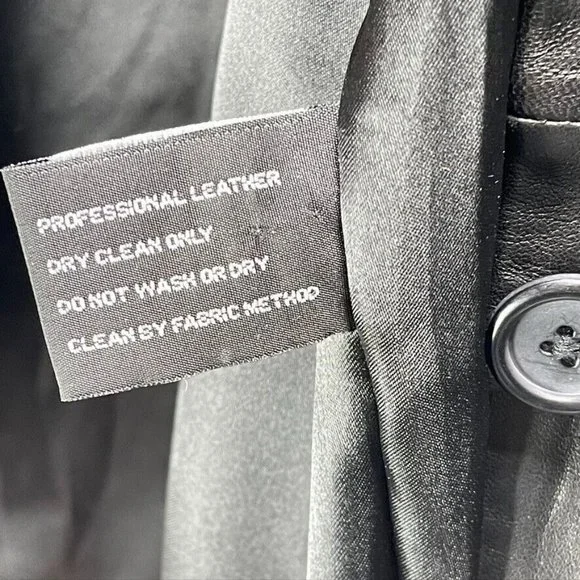 PROFESSIONAL LEATHER
DRY CLEAN ONLY
DO NOT WASH OR DRY
CLEAN BY FABRIC METHOD